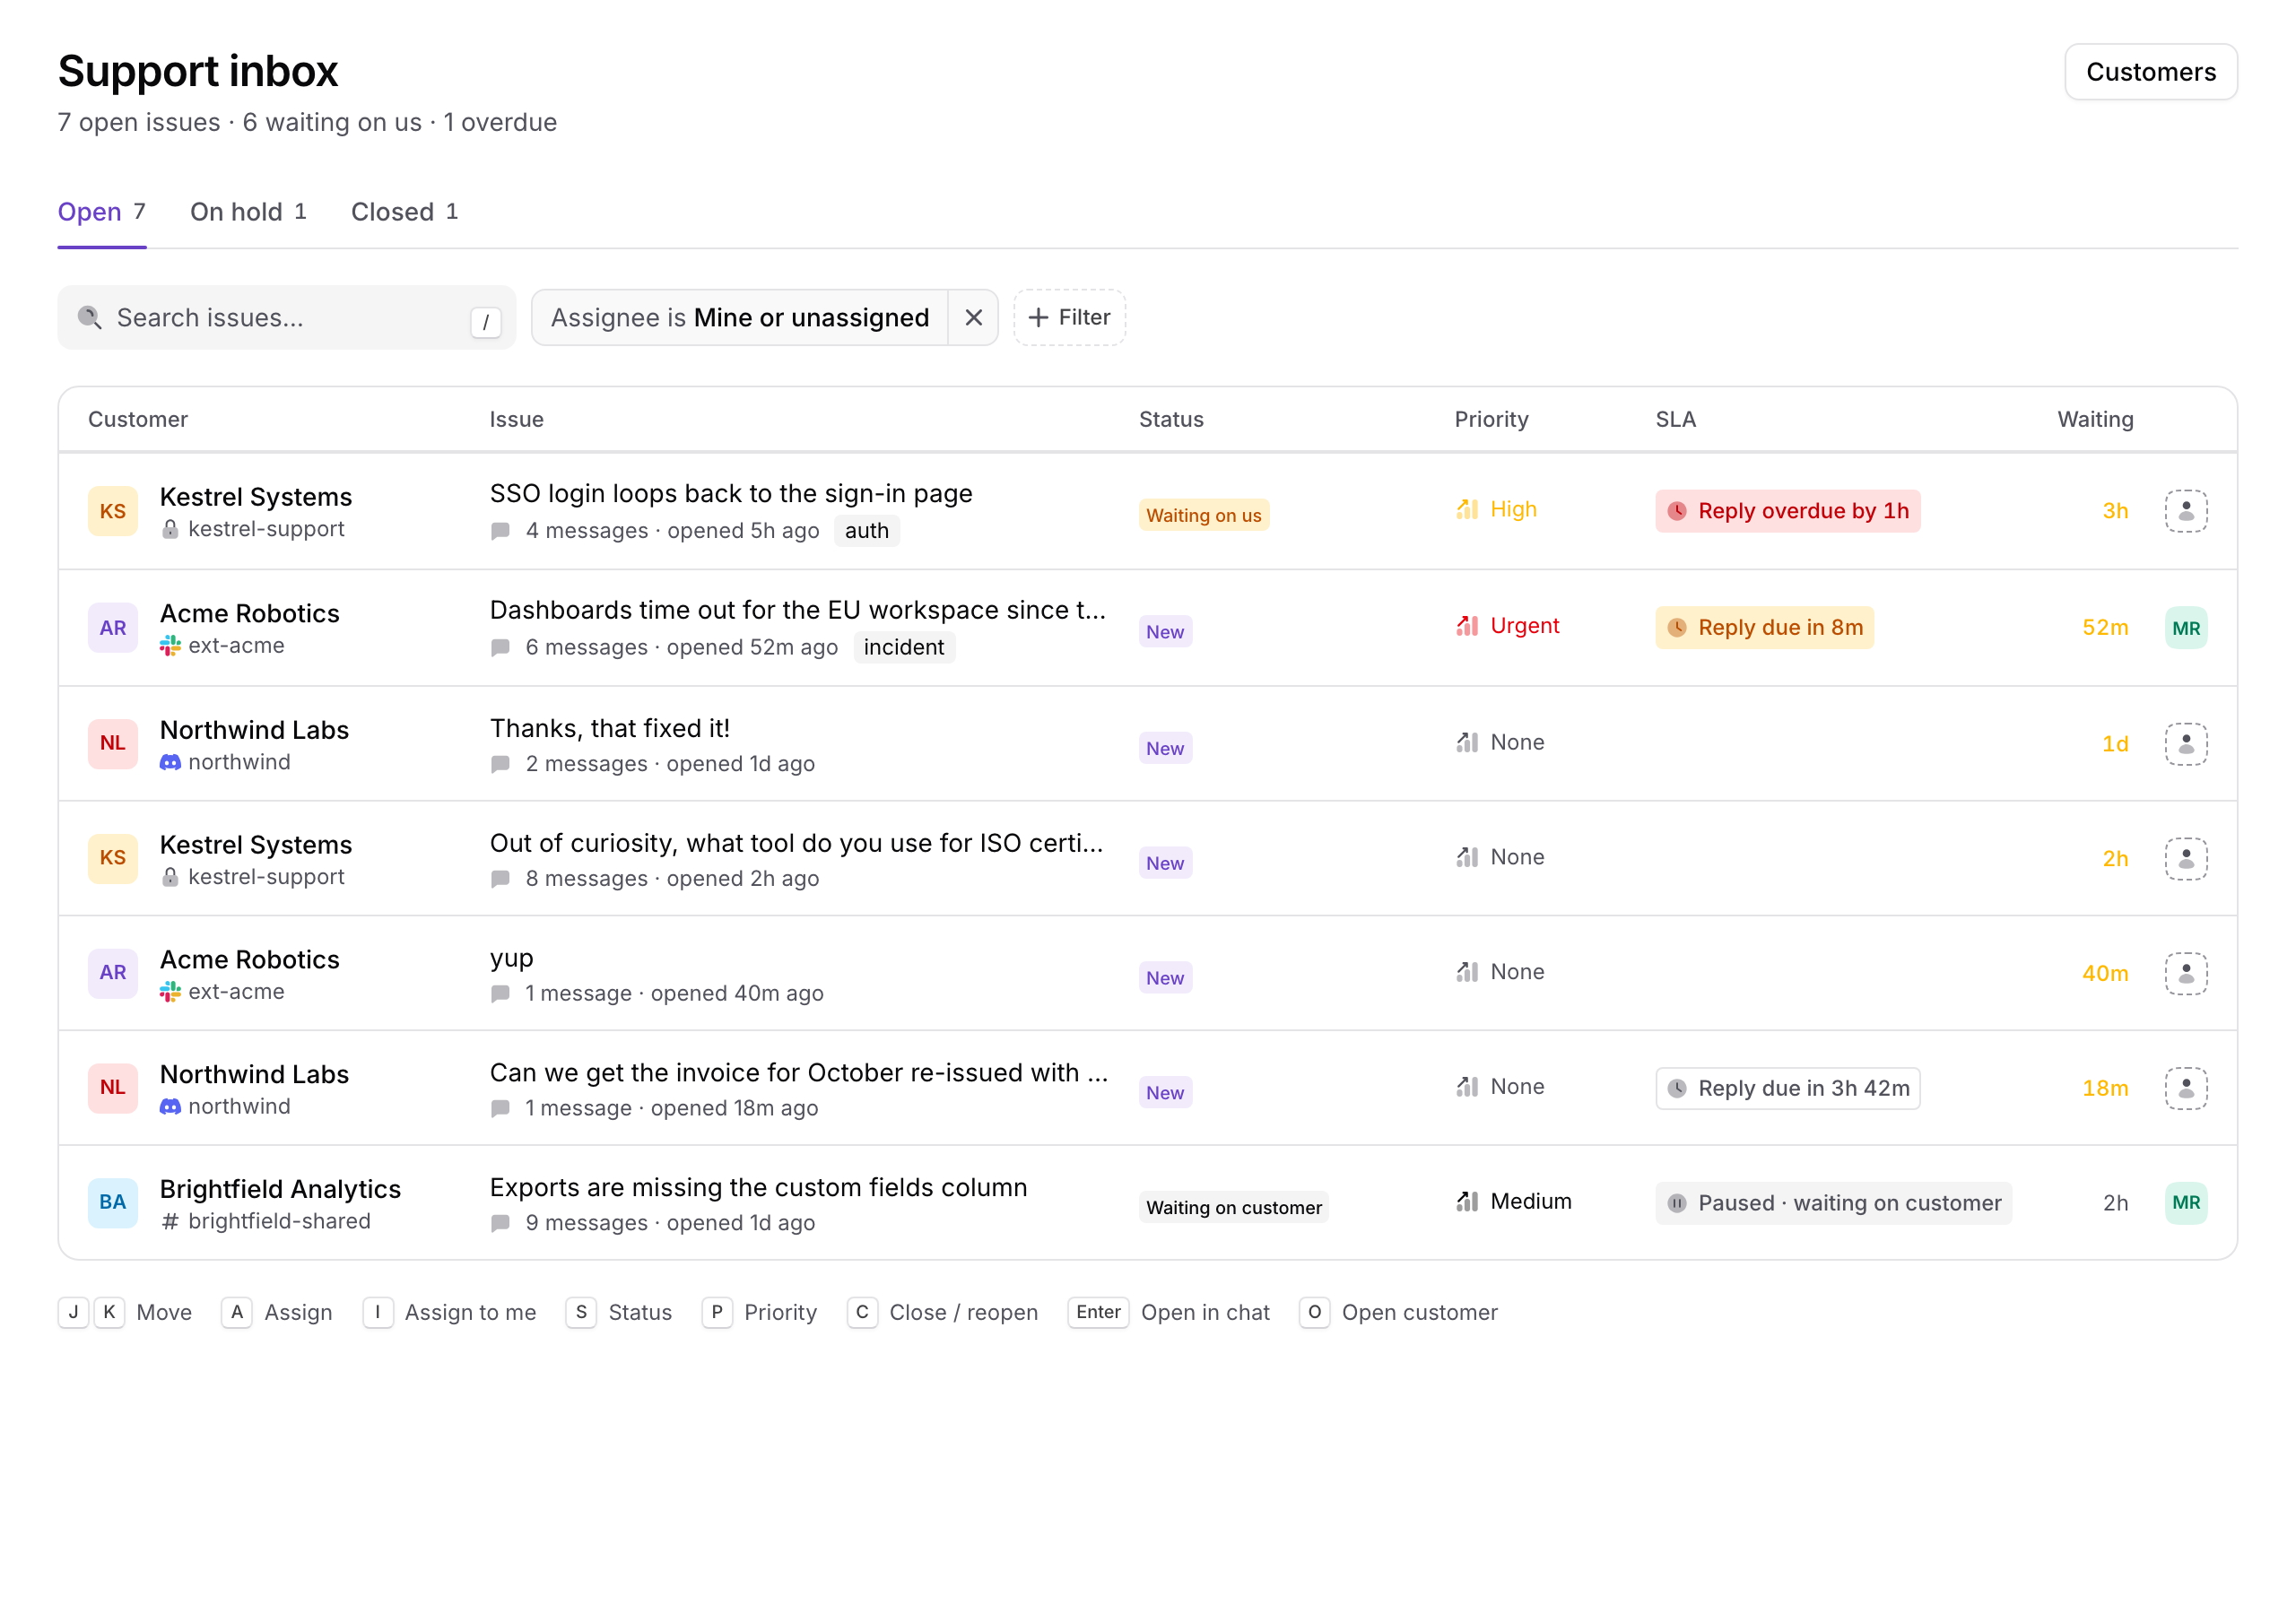 Support inbox
Customers
7 open issues · 6 waiting on us · 1 overdue
Open 7
On hold 1
Closed 1
Search issues...
/
Assignee is Mine or unassigned
Filter
Customer Issue Status Priority SLA Waiting
KS
Kestrel Systems
kestrel-support
SSO login loops back to the sign-in page
4 messages · opened 5h ago auth
Waiting on us
High
Reply overdue by 1h
3h
AR
Acme Robotics
ext-acme
Dashboards time out for the EU workspace since t...
6 messages · opened 52m ago incident
New
Urgent
Reply due in 8m
52m
MR
NL
Northwind Labs
northwind
Thanks, that fixed it!
2 messages · opened 1d ago
New
None
1d
KS
Kestrel Systems
kestrel-support
Out of curiosity, what tool do you use for ISO certi...
8 messages · opened 2h ago
New
None
2h
AR
Acme Robotics
ext-acme
yup
1 message · opened 40m ago
New
None
40m
NL
Northwind Labs
northwind
Can we get the invoice for October re-issued with ...
1 message · opened 18m ago
New
None
Reply due in 3h 42m
18m
BA
Brightfield Analytics
# brightfield-shared
Exports are missing the custom fields column
9 messages · opened 1d ago
Waiting on customer
Medium
Paused · waiting on customer
2h
MR
J K Move A Assign I Assign to me S Status P Priority C Close / reopen Enter Open in chat O Open customer